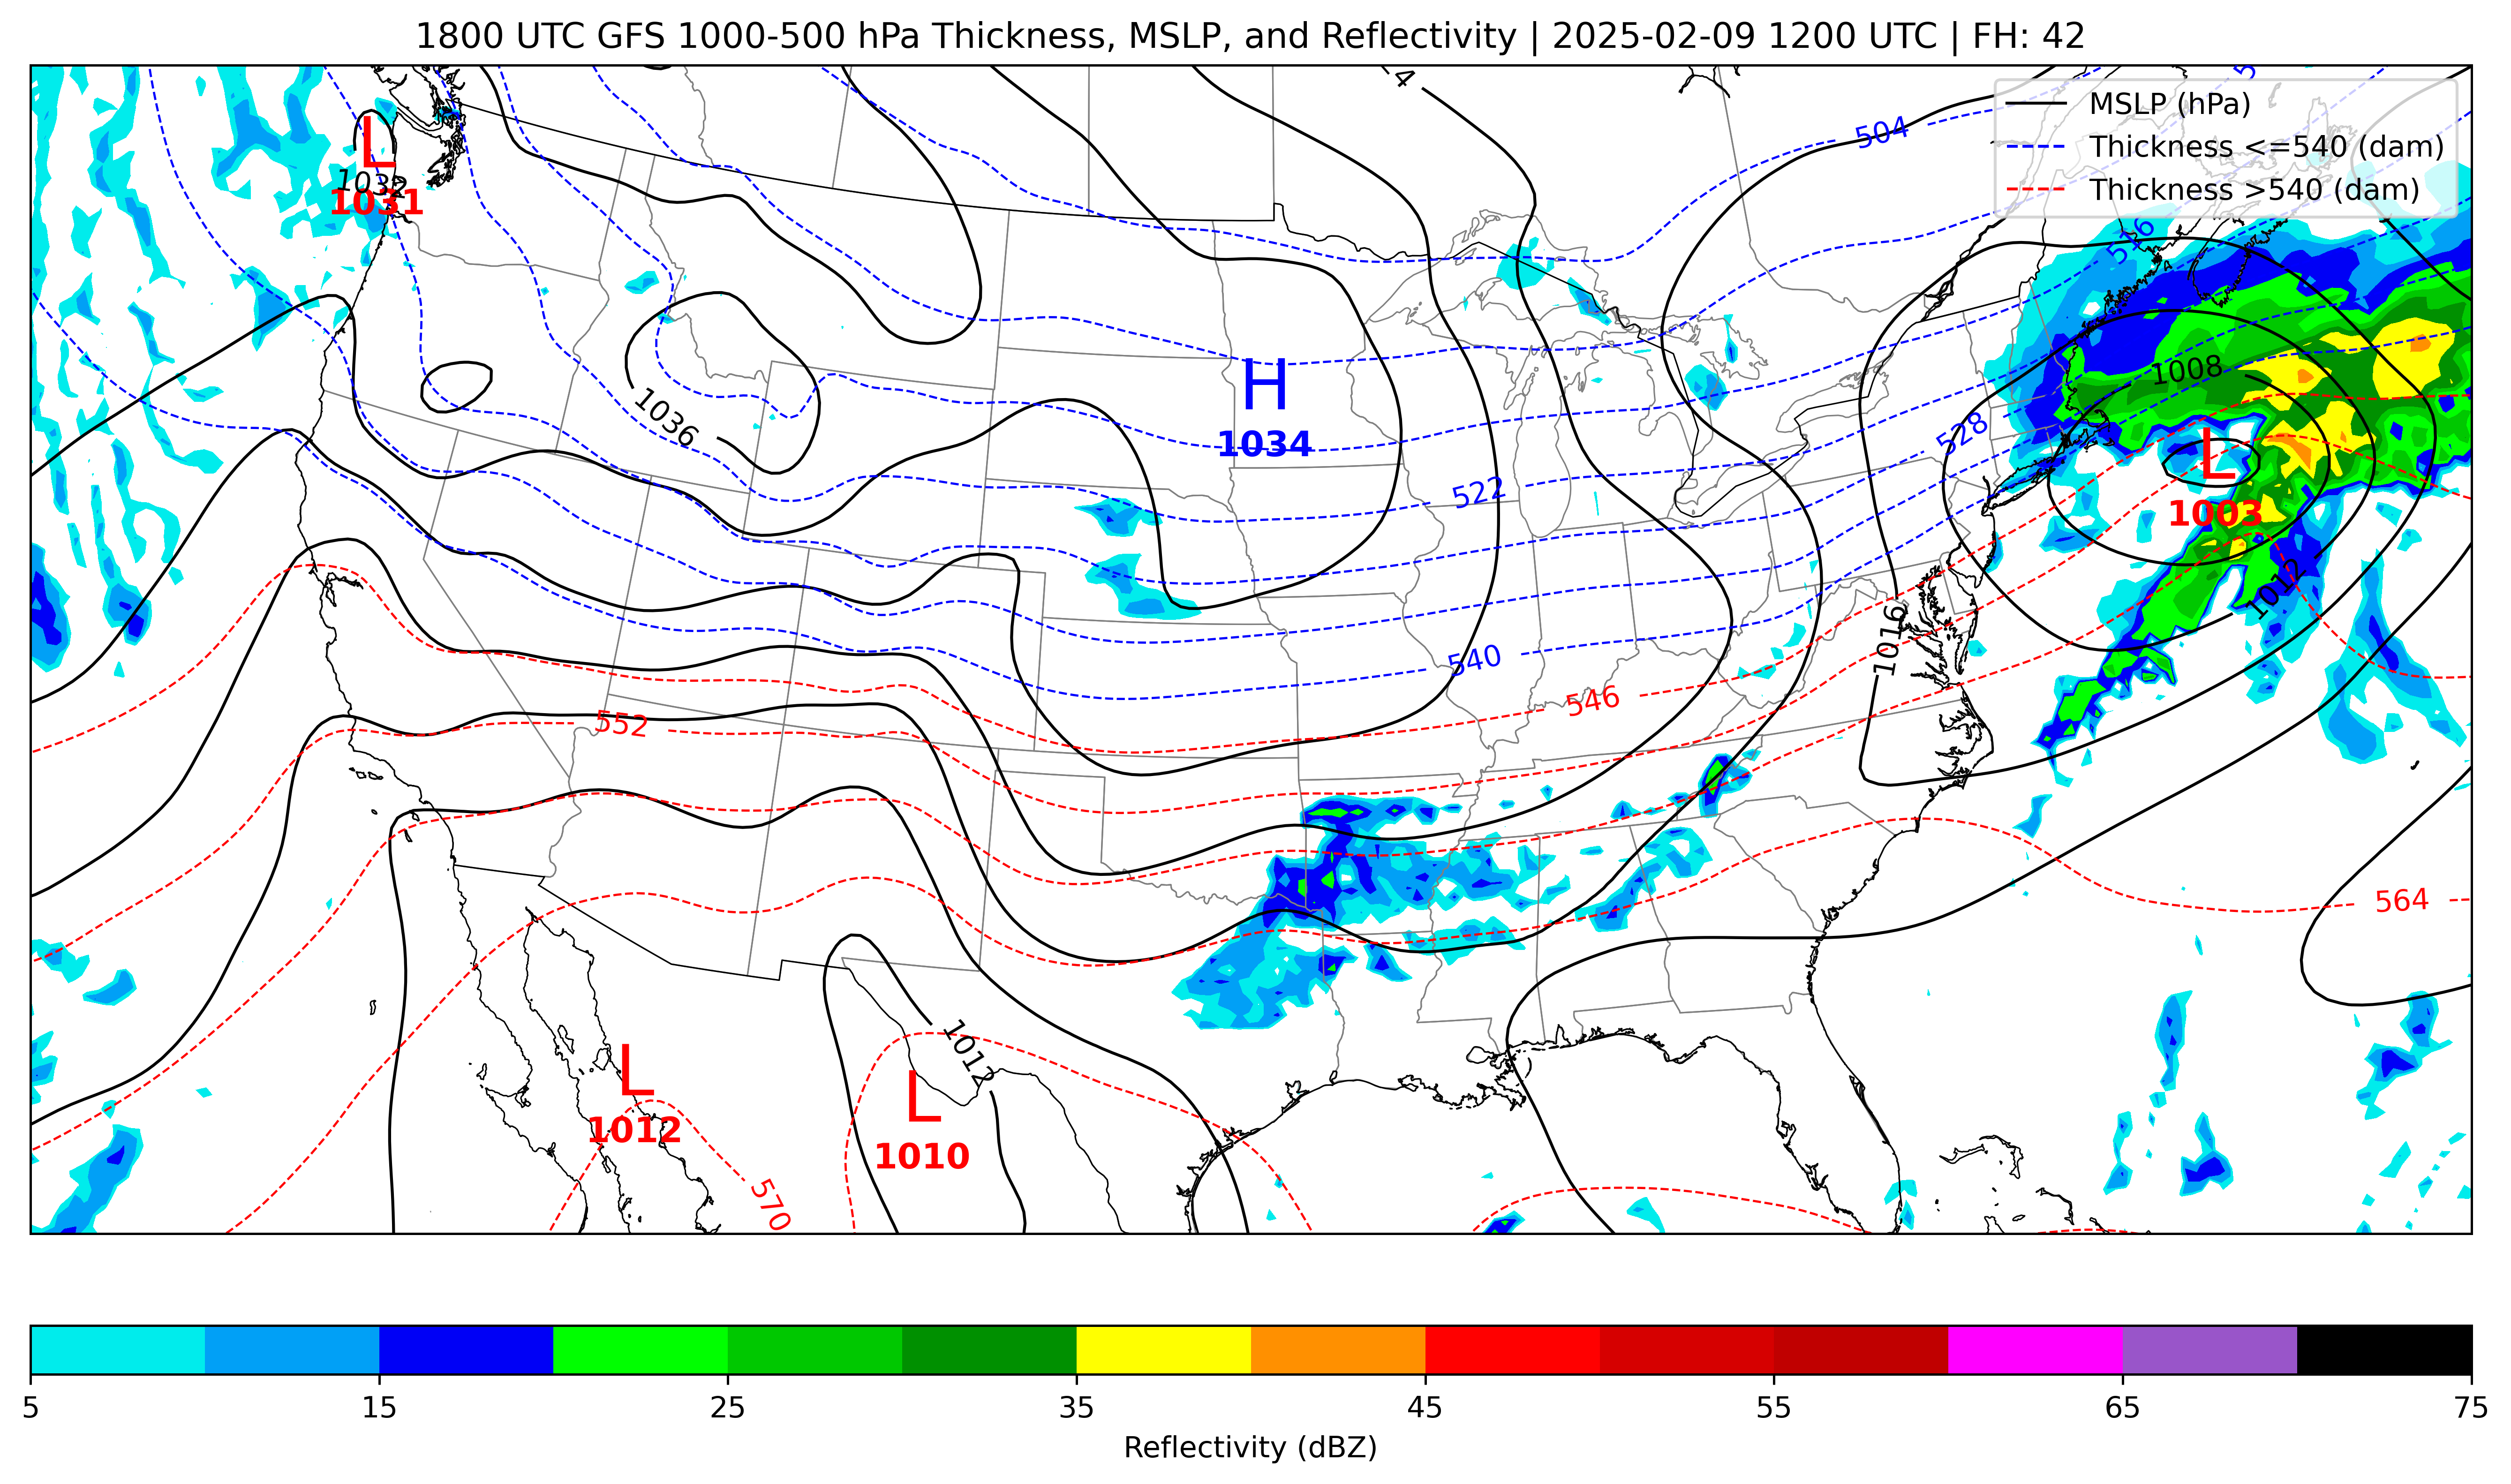 1800 UTC GFS 1000-500 hPa Thickness, MSLP, and Reflectivity | 2025-02-09 1200 UTC | FH: 42
MSLP (hPa)
Thickness <=540 (dam)
Thickness >540 (dam)
504
L
1032
1031
516
1008
H
1034
1036
528
L
1003
522
1012
1016
540
546
552
564
1012
L
1012
L
1010
570
5 15 25 35 45 55 65 75
Reflectivity (dBZ)